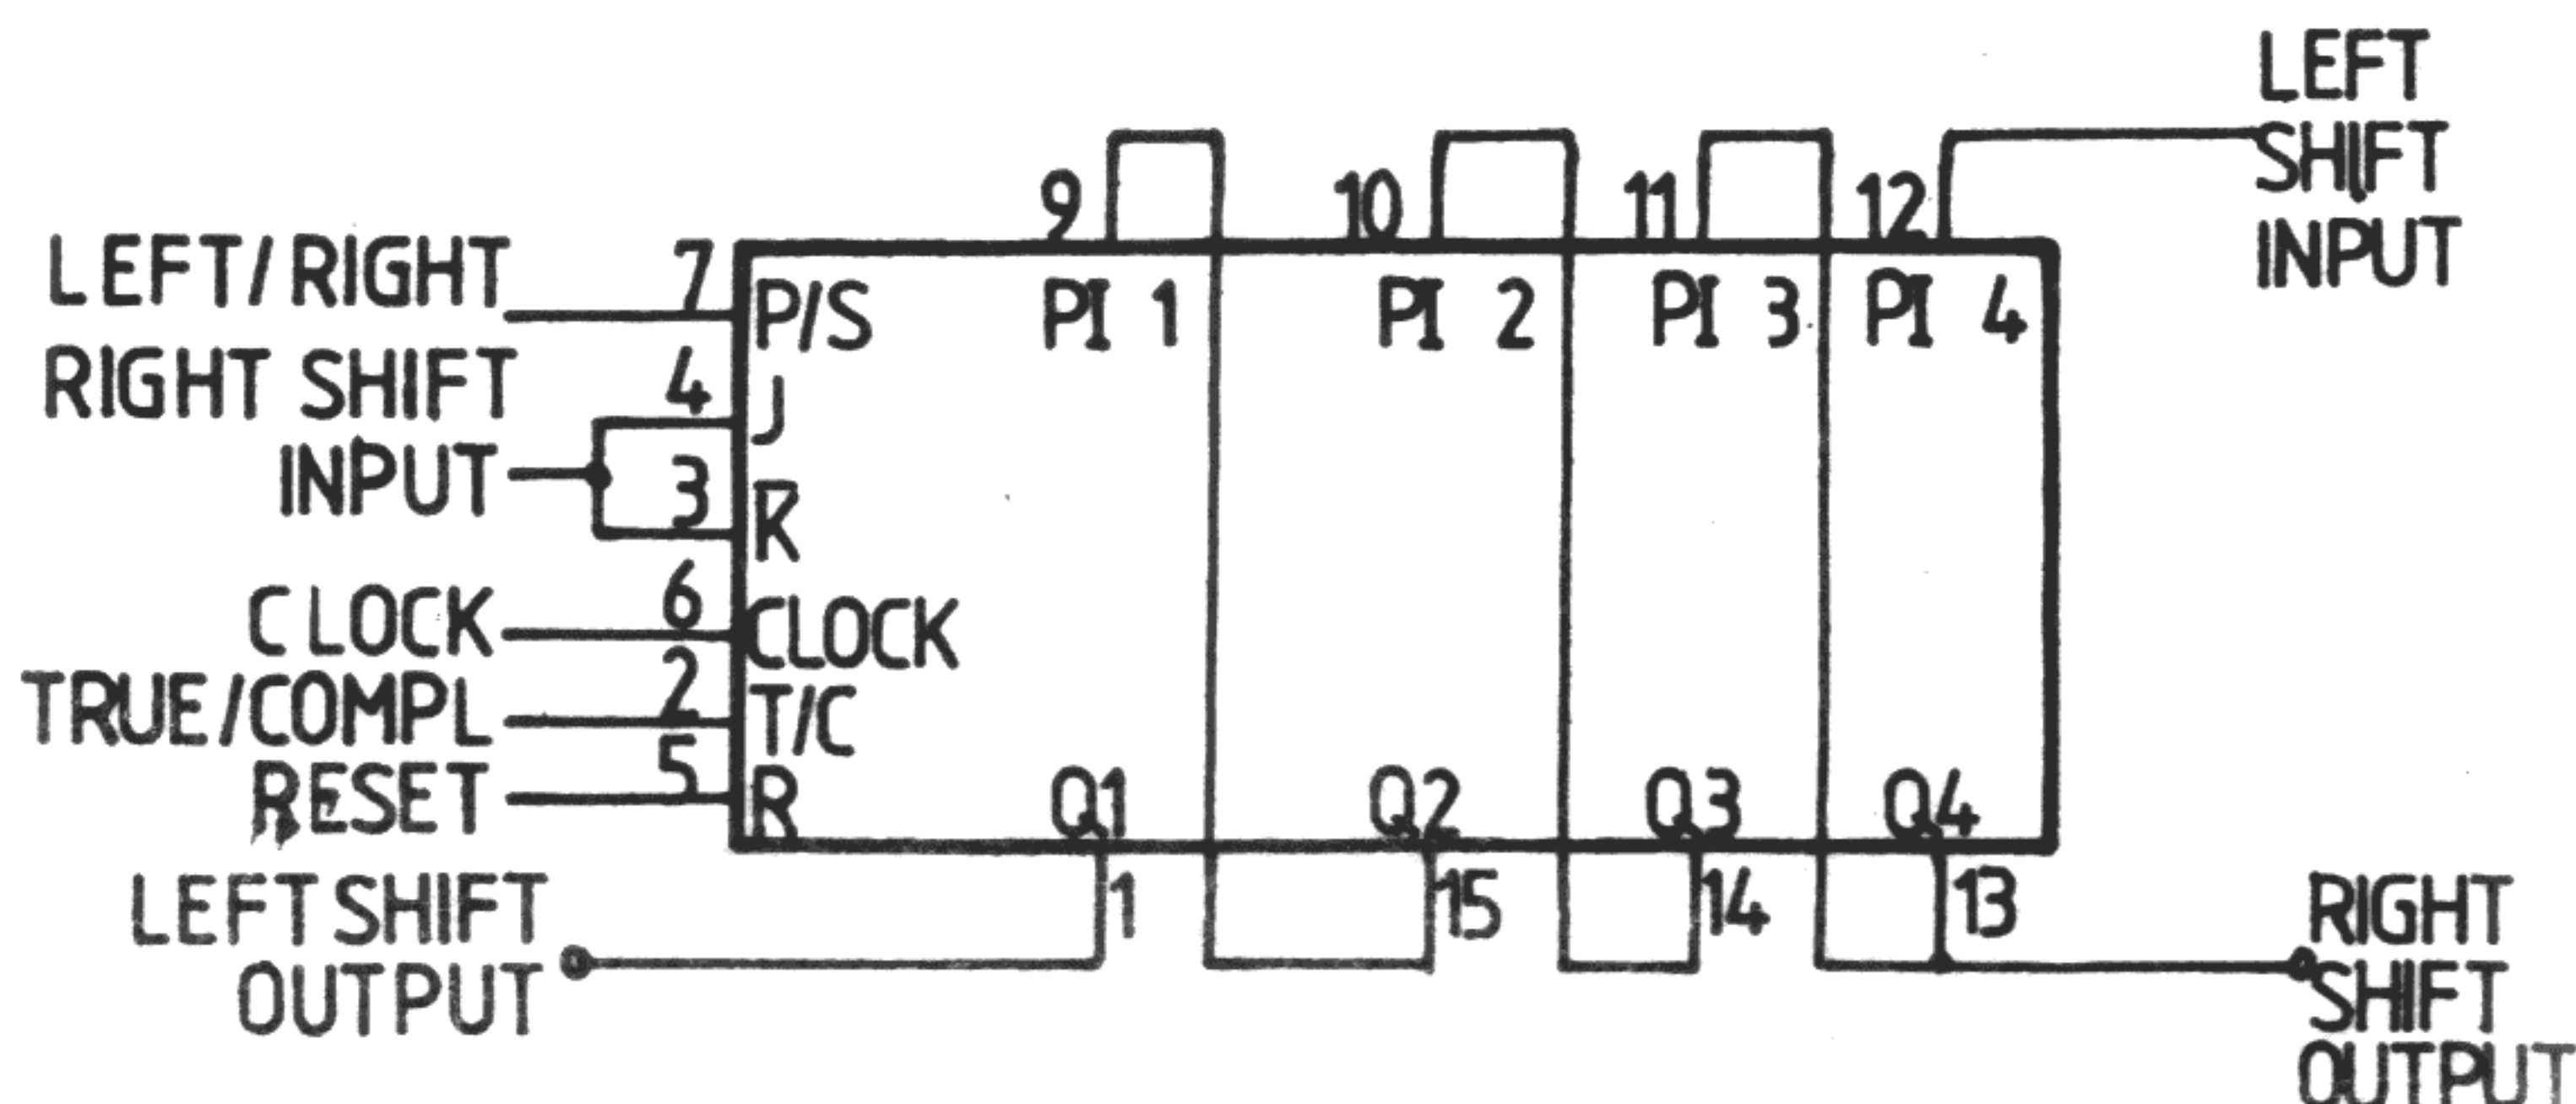 LEFT
SHIFT
INPUT
9 10 11 12
LEFT/RIGHT 7 P/S PI 1 PI 2 PI 3 PI 4
RIGHT SHIFT 4 J
INPUT 3 K̅
CLOCK 6 CLOCK
TRUE/COMPL 2 T/C
RESET 5 R Q1 Q2 Q3 Q4
LEFT SHIFT 1 15 14 13 RIGHT
OUTPUT SHIFT
OUTPUT